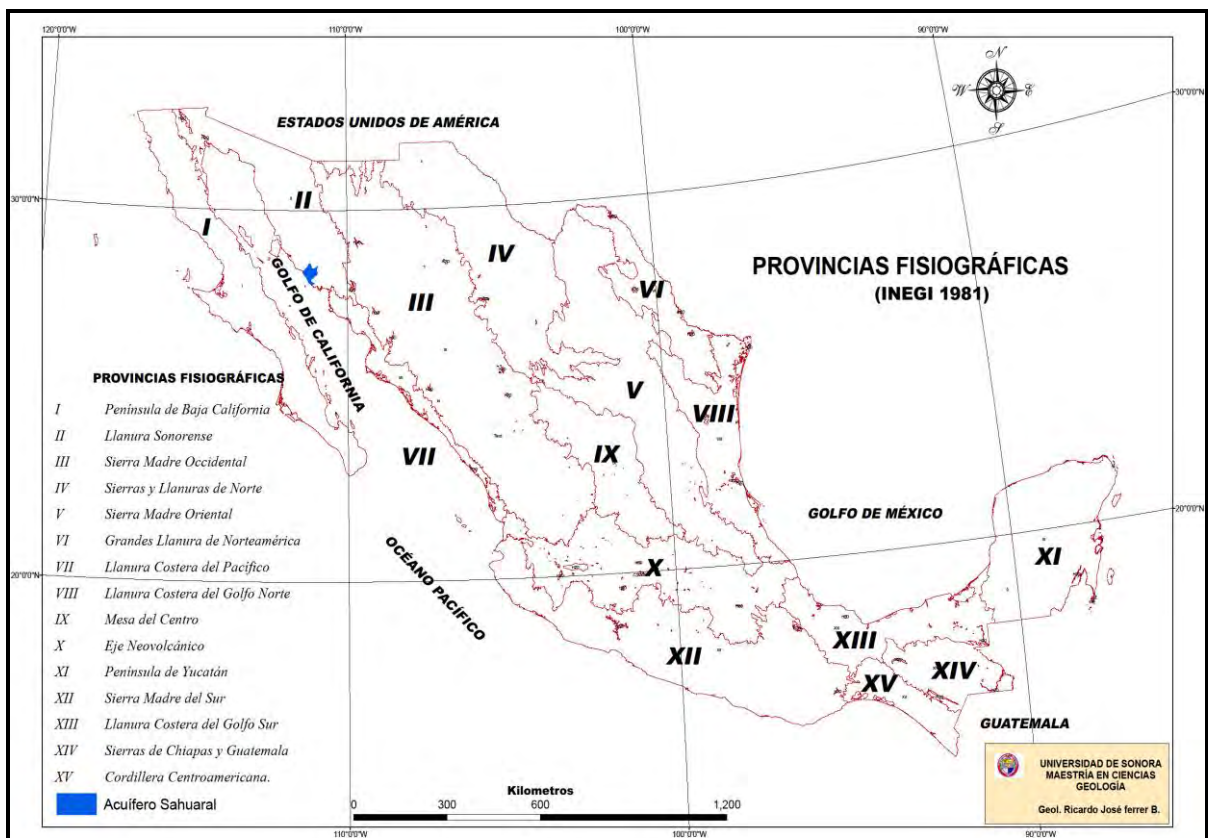 120°0'0"W
110°0'0"W
100°0'0"W
90°0'0"W
N
W E
S
30°0'0"N
ESTADOS UNIDOS DE AMÉRICA
30°0'0"N
I
II
III
IV
V
VI
VII
VIII
IX
X
XI
XII
XIII
XIV
XV
GOLFO DE CALIFORNIA
PROVINCIAS FISIOGRÁFICAS
(INEGI 1981)
GOLFO DE MÉXICO
OCÉANO PACÍFICO
GUATEMALA
20°0'0"N
20°0'0"N
PROVINCIAS FISIOGRÁFICAS
I Península de Baja California
II Llanura Sonorense
III Sierra Madre Occidental
IV Sierras y Llanuras de Norte
V Sierra Madre Oriental
VI Grandes Llanura de Norteamérica
VII Llanura Costera del Pacífico
VIII Llanura Costera del Golfo Norte
IX Mesa del Centro
X Eje Neovolcánico
XI Península de Yucatán
XII Sierra Madre del Sur
XIII Llanura Costera del Golfo Sur
XIV Sierras de Chiapas y Guatemala
XV Cordillera Centroamericana.
Acuífero Sahuaral
Kilometros
0 300 600 1,200
UNIVERSIDAD DE SONORA
MAESTRÍA EN CIENCIAS
GEOLOGÍA
Geol. Ricardo José ferrer B.
110°0'0"W
100°0'0"W
90°0'0"W